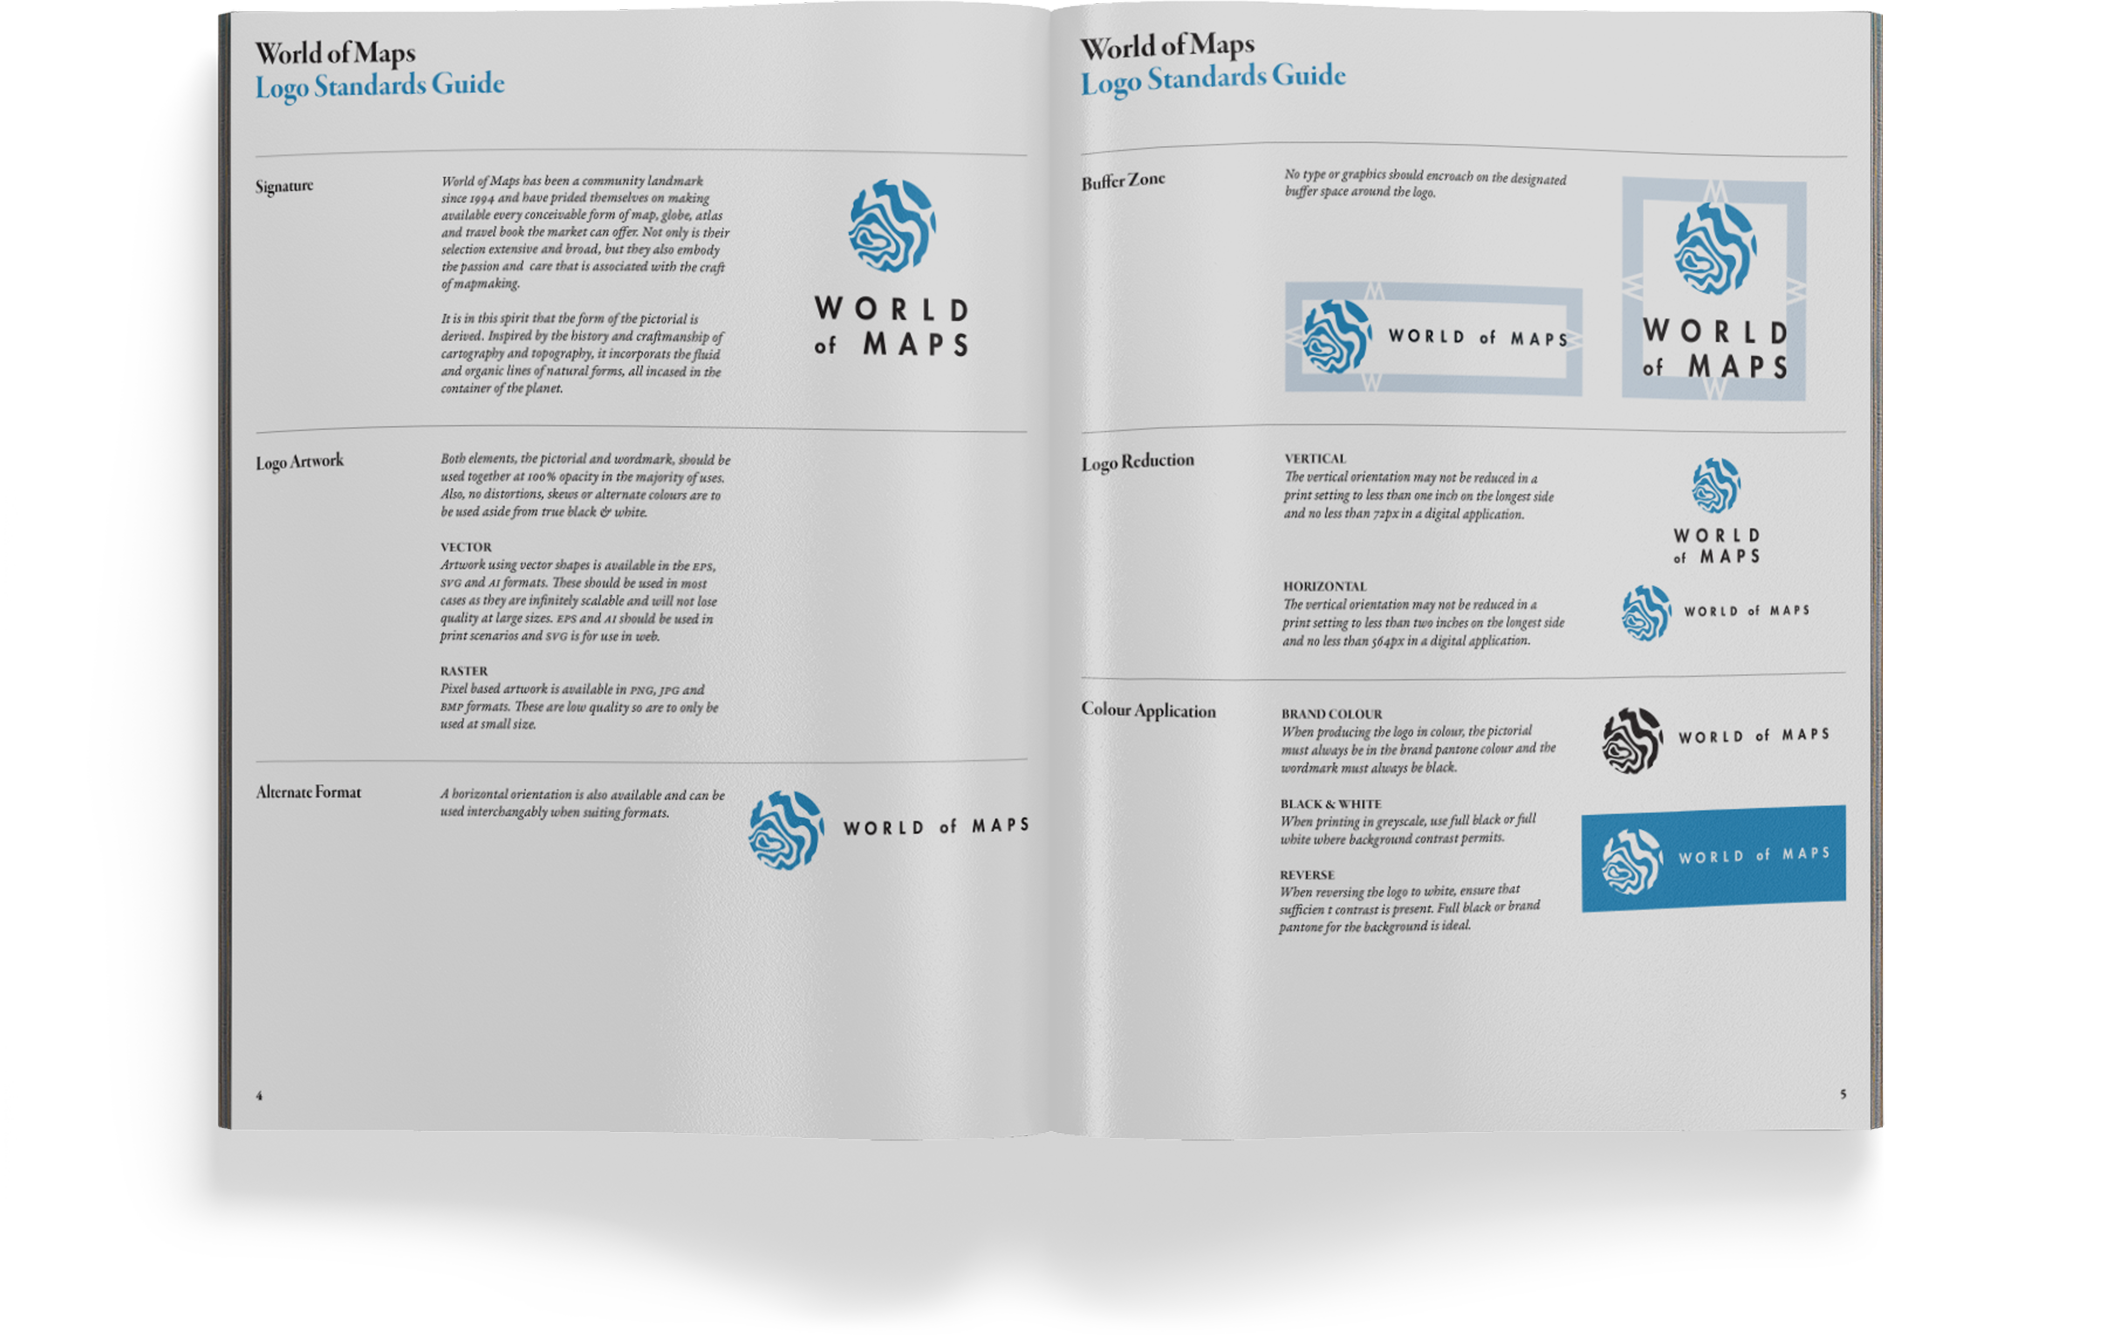 World of Maps
Logo Standards Guide
Signature
World of Maps has been a community landmark
since 1994 and have prided themselves on making
available every conceivable form of map, globe, atlas
and travel book the market can offer. Not only is their
selection extensive and broad, but they also embody
the passion and care that is associated with the craft
of mapmaking.
It is in this spirit that the form of the pictorial is
derived. Inspired by the history and craftmanship of
cartography and topography, it incorporats the fluid
and organic lines of natural forms, all incased in the
container of the planet.
WORLD
of MAPS
Logo Artwork
Both elements, the pictorial and wordmark, should be
used together at 100% opacity in the majority of uses.
Also, no distortions, skews or alternate colours are to
be used aside from true black & white.
VECTOR
Artwork using vector shapes is available in the EPS,
SVG and AI formats. These should be used in most
cases as they are infinitely scalable and will not lose
quality at large sizes. EPS and AI should be used in
print scenarios and SVG is for use in web.
RASTER
Pixel based artwork is available in PNG, JPG and
BMP formats. These are low quality so are to only be
used at small size.
Alternate Format
A horizontal orientation is also available and can be
used interchangably when suiting formats.
WORLD of MAPS
4
World of Maps
Logo Standards Guide
Buffer Zone
No type or graphics should encroach on the designated
buffer space around the logo.
W
W
W
W
WORLD of MAPS
W
W
W
W
WORLD
of MAPS
Logo Reduction
VERTICAL
The vertical orientation may not be reduced in a
print setting to less than one inch on the longest side
and no less than 72px in a digital application.
WORLD
of MAPS
HORIZONTAL
The vertical orientation may not be reduced in a
print setting to less than two inches on the longest side
and no less than 564px in a digital application.
WORLD of MAPS
Colour Application
BRAND COLOUR
When producing the logo in colour, the pictorial
must always be in the brand pantone colour and the
wordmark must always be black.
WORLD of MAPS
BLACK & WHITE
When printing in greyscale, use full black or full
white where background contrast permits.
REVERSE
When reversing the logo to white, ensure that
sufficien t contrast is present. Full black or brand
pantone for the background is ideal.
WORLD of MAPS
5